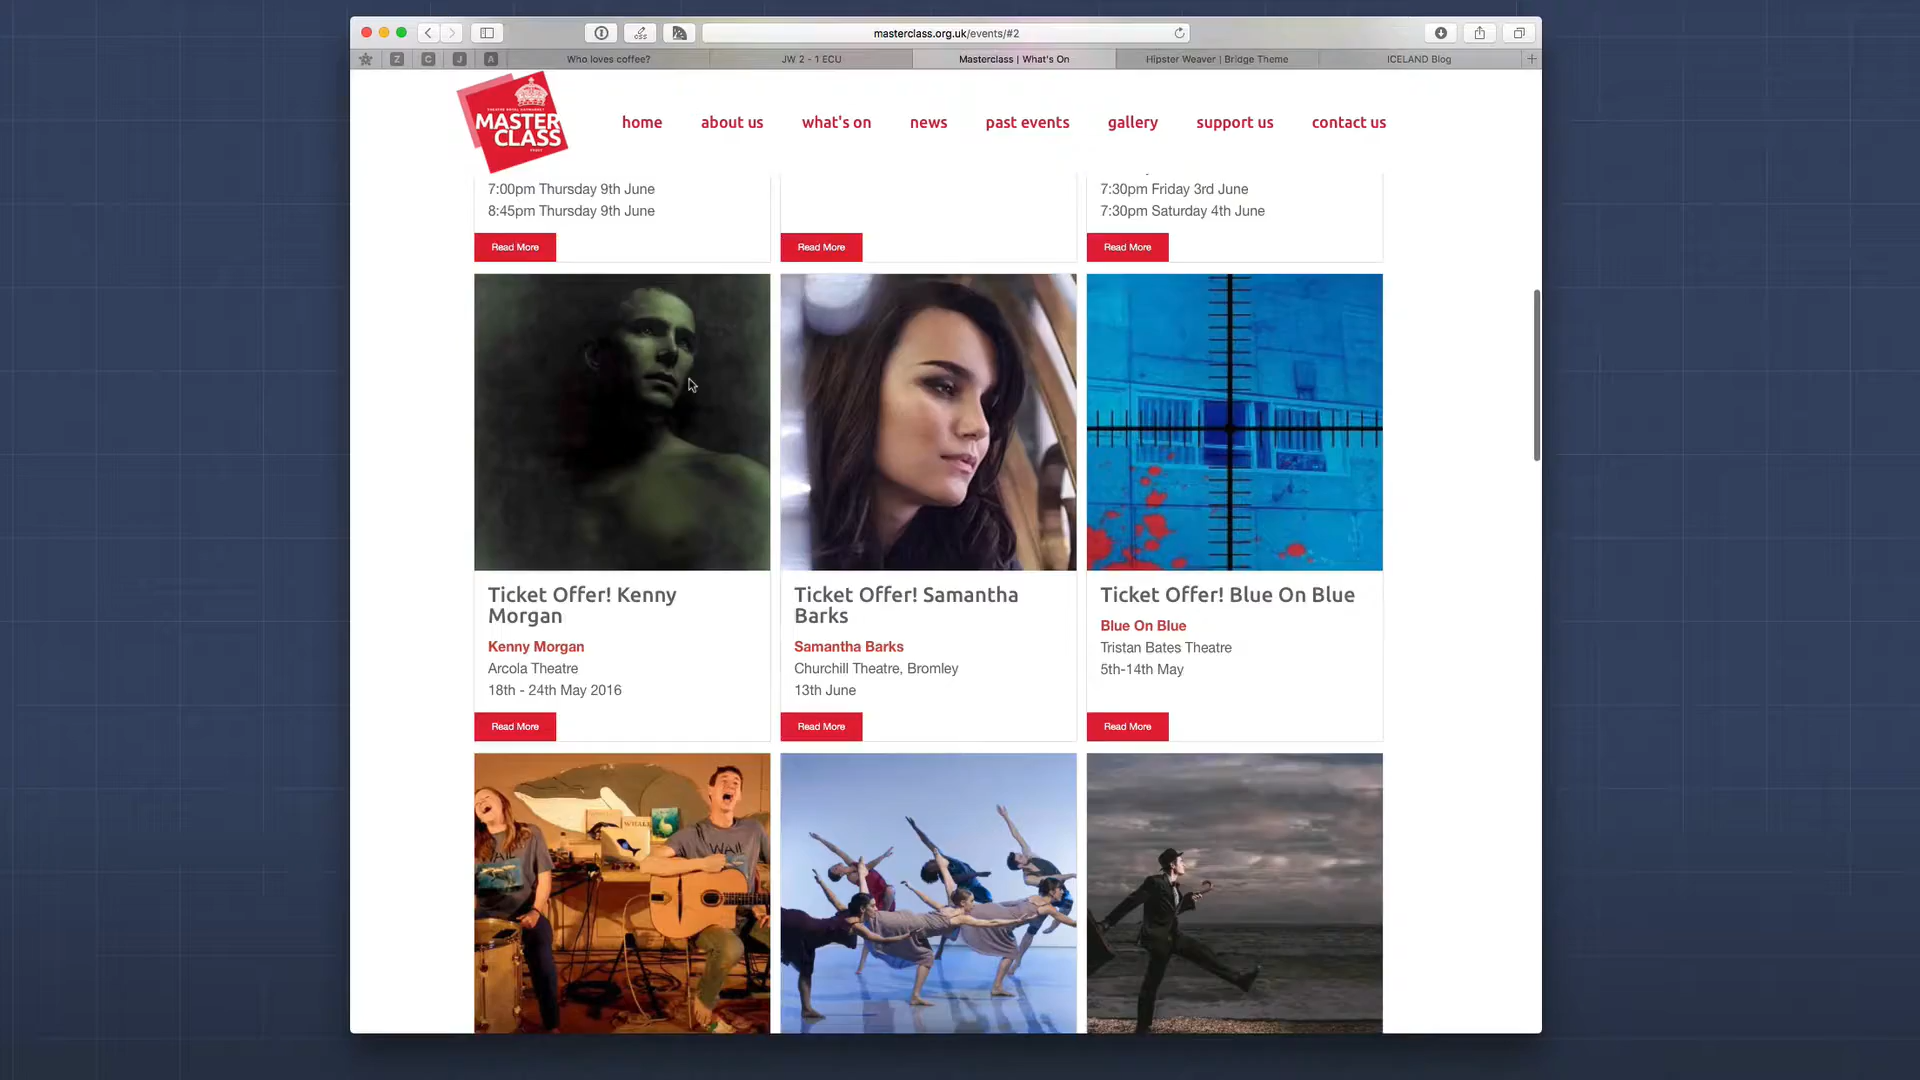 masterclass.org.uk/events/#2
Z C J A Who loves coffee? JW 2 - 1 ECU Masterclass | What's On Hipster Weaver | Bridge Theme ICELAND Blog
MASTER
CLASS
home about us what's on news past events gallery support us contact us
7:00pm Thursday 9th June
8:45pm Thursday 9th June
7:30pm Friday 3rd June
7:30pm Saturday 4th June
Read More Read More Read More
Ticket Offer! Kenny
Morgan
Kenny Morgan
Arcola Theatre
18th - 24th May 2016
Read More
Ticket Offer! Samantha
Barks
Samantha Barks
Churchill Theatre, Bromley
13th June
Read More
Ticket Offer! Blue On Blue
Blue On Blue
Tristan Bates Theatre
5th-14th May
Read More
WHALE
WAIL
WAIL